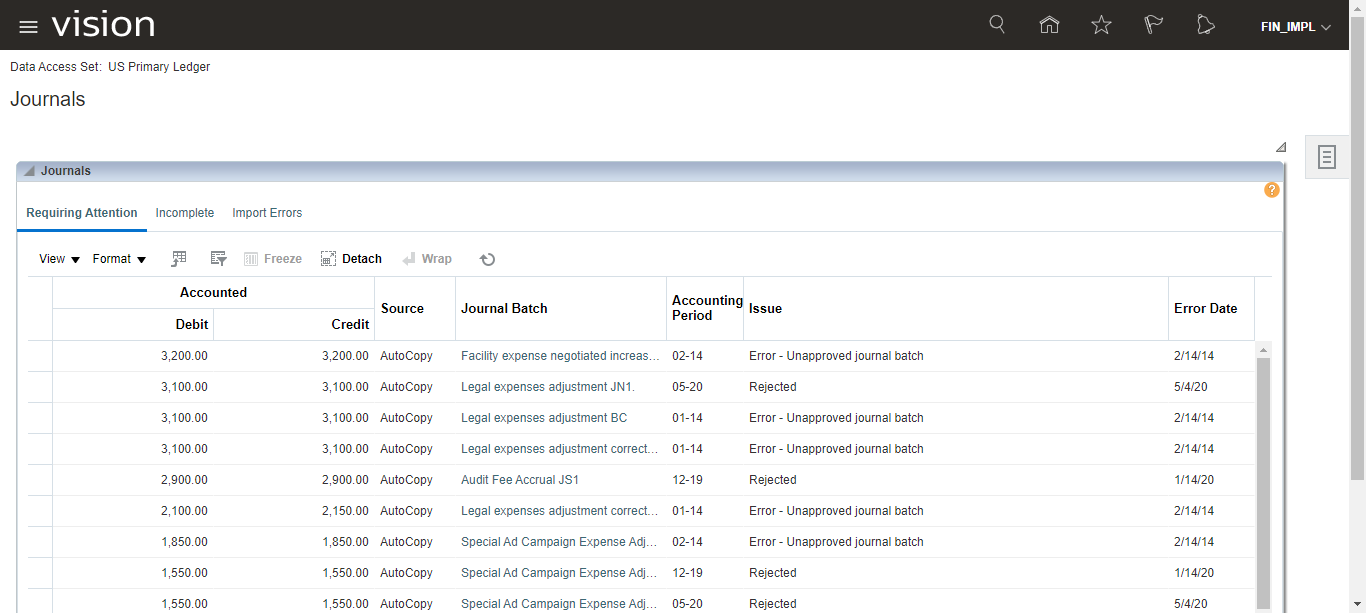 vision
FIN_IMPL
Data Access Set: US Primary Ledger
Journals
Journals
?
Requiring Attention Incomplete Import Errors
View Format Freeze Detach Wrap
Accounted
Debit Credit Source Journal Batch Accounting Period Issue Error Date
3,200.00 3,200.00 AutoCopy Facility expense negotiated increas... 02-14 Error - Unapproved journal batch 2/14/14
3,100.00 3,100.00 AutoCopy Legal expenses adjustment JN1. 05-20 Rejected 5/4/20
3,100.00 3,100.00 AutoCopy Legal expenses adjustment BC 01-14 Error - Unapproved journal batch 2/14/14
3,100.00 3,100.00 AutoCopy Legal expenses adjustment correct... 01-14 Error - Unapproved journal batch 2/14/14
2,900.00 2,900.00 AutoCopy Audit Fee Accrual JS1 12-19 Rejected 1/14/20
2,100.00 2,150.00 AutoCopy Legal expenses adjustment correct... 01-14 Error - Unapproved journal batch 2/14/14
1,850.00 1,850.00 AutoCopy Special Ad Campaign Expense Adj... 02-14 Error - Unapproved journal batch 2/14/14
1,550.00 1,550.00 AutoCopy Special Ad Campaign Expense Adj... 12-19 Rejected 1/14/20
1,550.00 1,550.00 AutoCopy Special Ad Campaign Expense Adj... 05-20 Rejected 5/4/20